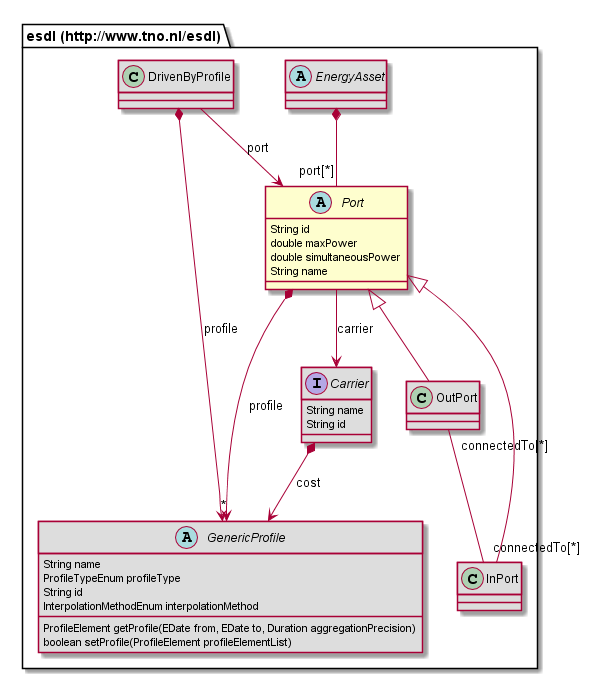 esdl (http://www.tno.nl/esdl)
C DrivenByProfile
A EnergyAsset
port
port[*]
A Port
String id
double maxPower
double simultaneousPower
String name
profile
carrier
profile
I Carrier
String name
String id
C OutPort
connectedTo[*]
cost
*
A GenericProfile
String name
ProfileTypeEnum profileType
String id
InterpolationMethodEnum interpolationMethod
ProfileElement getProfile(EDate from, EDate to, Duration aggregationPrecision)
boolean setProfile(ProfileElement profileElementList)
connectedTo[*]
C InPort